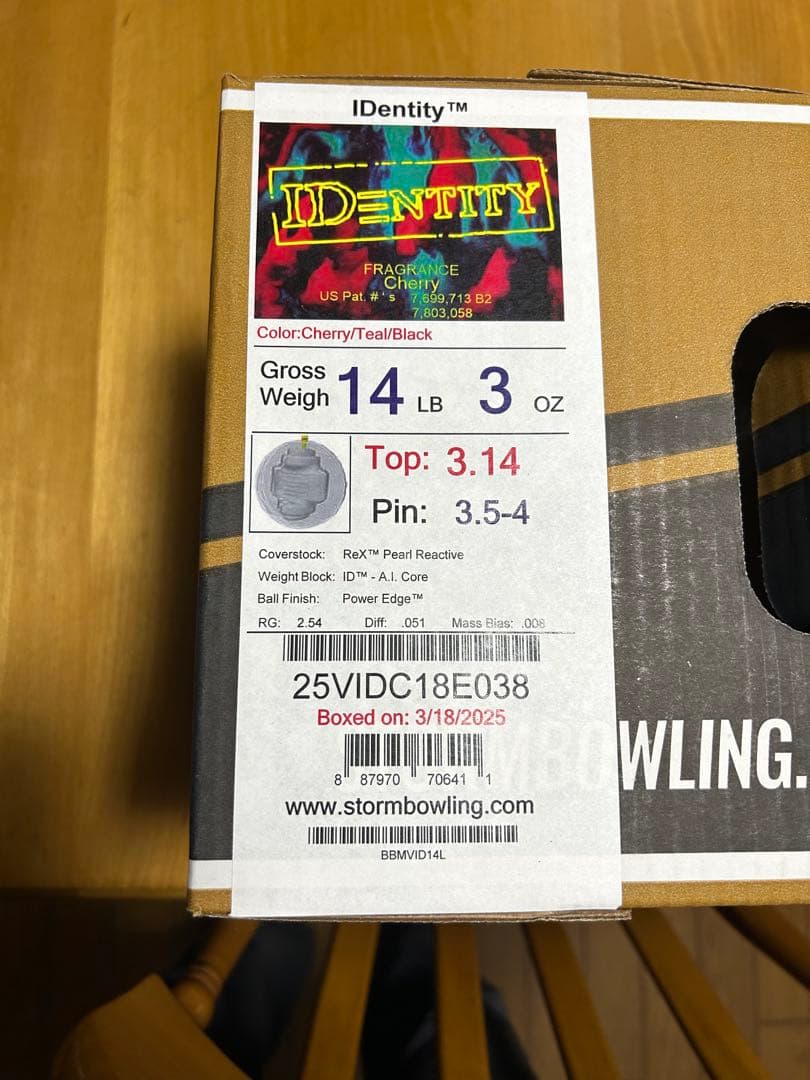 IDentity™
IDENTITY
FRAGRANCE
Cherry
US Pat. # ' s 7,699,713 B2
7,803,058
Color:Cherry/Teal/Black
Gross
Weigh 14 LB 3 OZ
Top: 3.14
Pin: 3.5-4
Coverstock: ReX™ Pearl Reactive
Weight Block: ID™ - A.I. Core
Ball Finish: Power Edge™
RG: 2.54 Diff: .051 Mass Bias: .008
25VIDC18E038
Boxed on: 3/18/2025
8 87970 70641 1
www.stormbowling.com
BBMVID14L
MBOWLING.